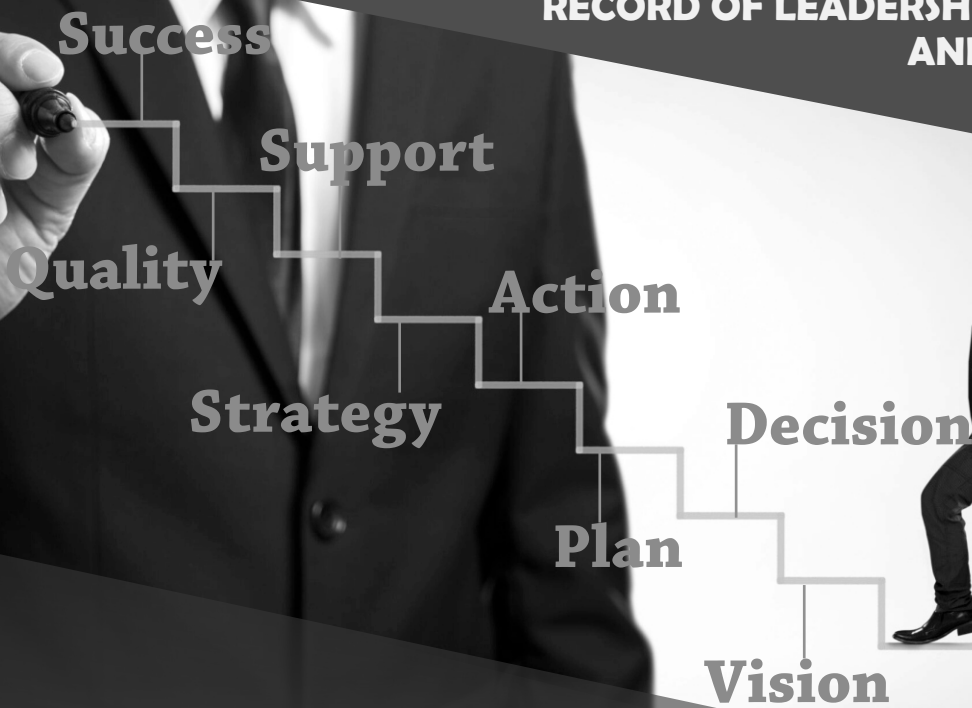 RECORD OF LEADERSH
AN
Success
Support
Quality
Action
Strategy
Decision
Plan
Vision